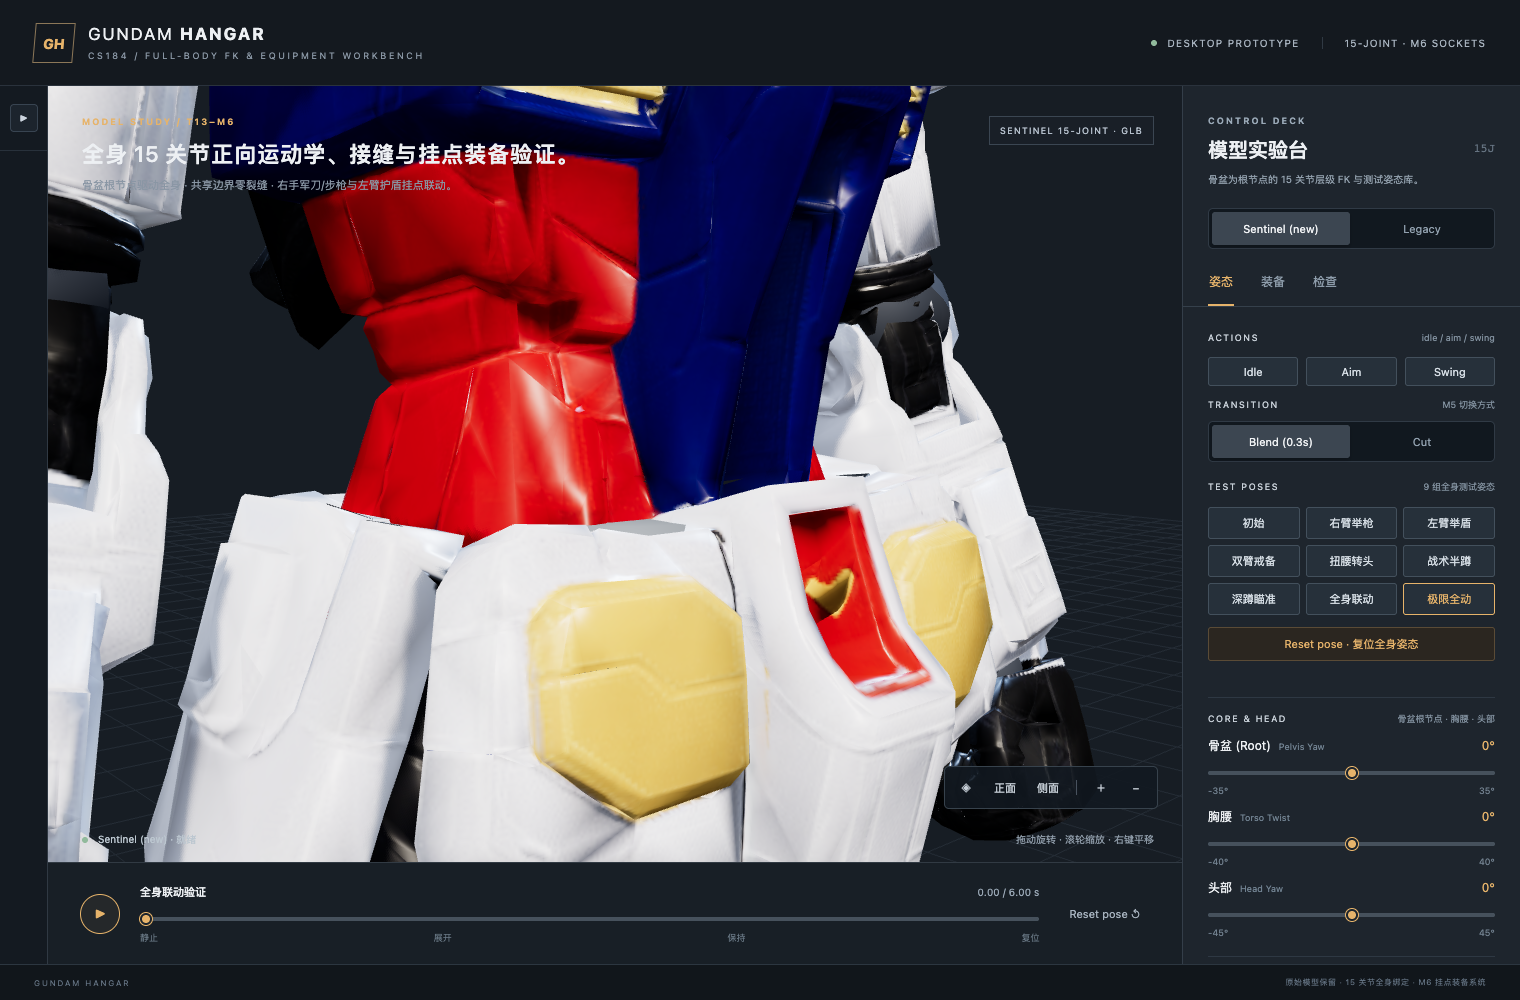 GH
GUNDAM HANGAR
CS184 / FULL-BODY FK & EQUIPMENT WORKBENCH
DESKTOP PROTOTYPE
15-JOINT · M6 SOCKETS
SENTINEL 15-JOINT · GLB
全身 15 关节正向运动学、接缝与挂点装备验证。
· 共享边界零裂缝 · 右手军刀/步枪与左臂护盾挂点联动。
CONTROL DECK
模型实验台
15J
骨盆为根节点的 15 关节层级 FK 与测试姿态库。
Sentinel (new)
Legacy
姿态
装备
检查
ACTIONS
idle / aim / swing
Idle
Aim
Swing
TRANSITION
M5 切换方式
Blend (0.3s)
Cut
TEST POSES
9 组全身测试姿态
初始
右臂举枪
左臂举盾
双臂戒备
扭腰转头
战术半蹲
深蹲瞄准
全身联动
极限全动
Reset pose · 复位全身姿态
CORE & HEAD
骨盆根节点 · 胸腰 · 头部
骨盆 (Root) Pelvis Yaw
0°
-35°
35°
胸腰 Torso Twist
0°
-40°
40°
头部 Head Yaw
0°
-45°
45°
正面
侧面
+
−
Sentinel (new)
拖动旋转 · 滚轮缩放 · 右键平移
全身联动验证
0.00 / 6.00 s
静止
展开
保持
复位
Reset pose
GUNDAM HANGAR
原始模型保留 · 15 关节全身绑定 · M6 挂点装备系统